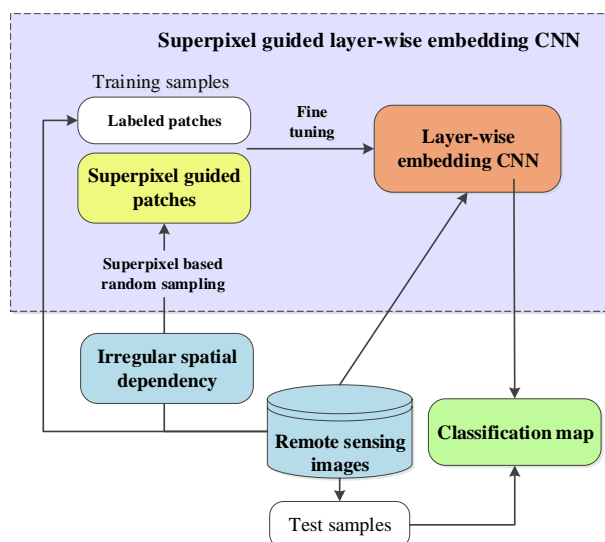 Superpixel guided layer-wise embedding CNN
Training samples
Labeled patches
Fine
tuning
Layer-wise
embedding CNN
Superpixel guided
patches
Superpixel based
random sampling
Irregular spatial
dependency
Remote sensing
images
Classification map
Test samples